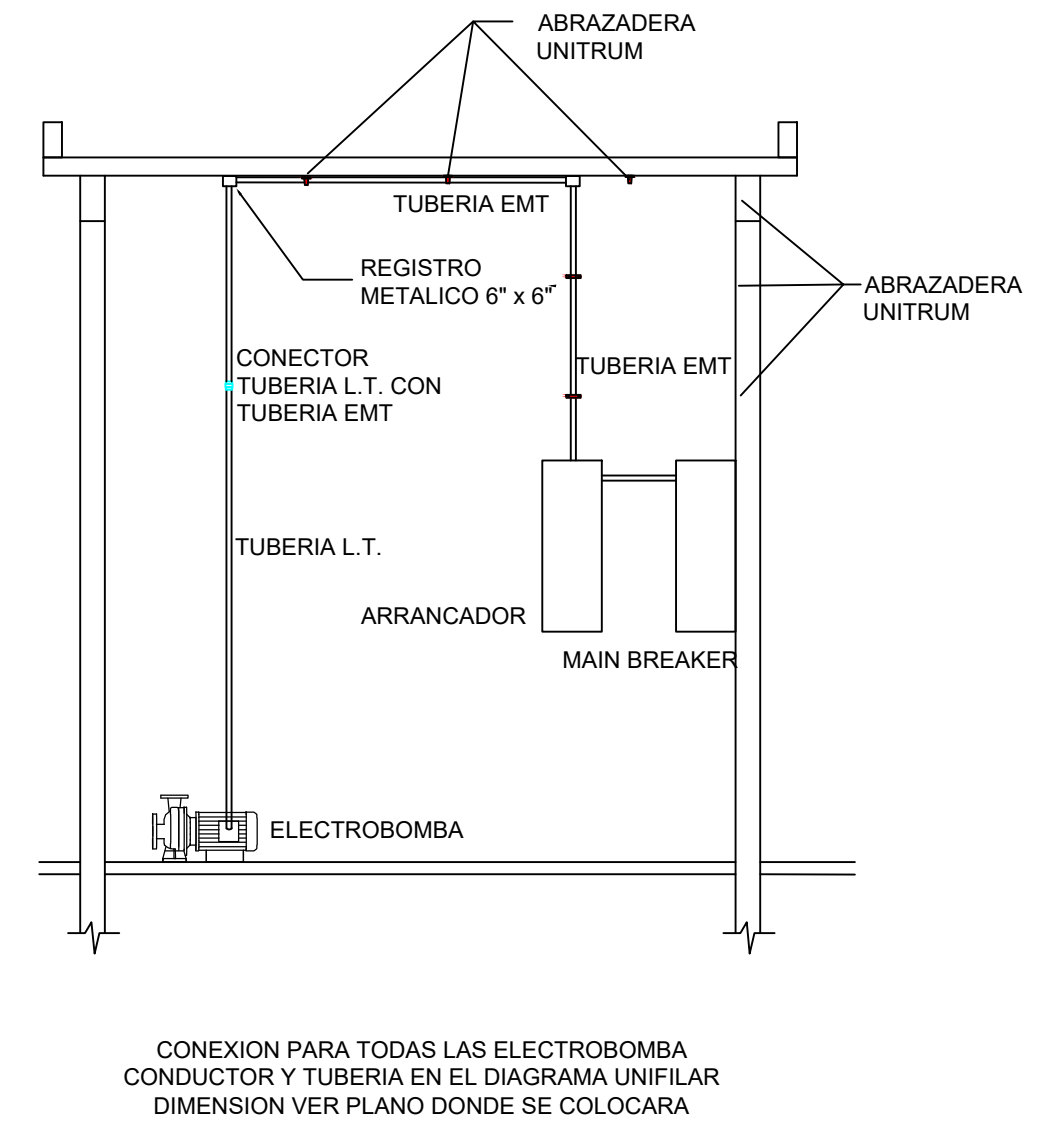 ABRAZADERA
UNITRUM
TUBERIA EMT
REGISTRO
METALICO 6" x 6"
ABRAZADERA
UNITRUM
CONECTOR
TUBERIA L.T. CON
TUBERIA EMT
TUBERIA EMT
TUBERIA L.T.
ARRANCADOR
MAIN BREAKER
ELECTROBOMBA
CONEXION PARA TODAS LAS ELECTROBOMBA
CONDUCTOR Y TUBERIA EN EL DIAGRAMA UNIFILAR
DIMENSION VER PLANO DONDE SE COLOCARA